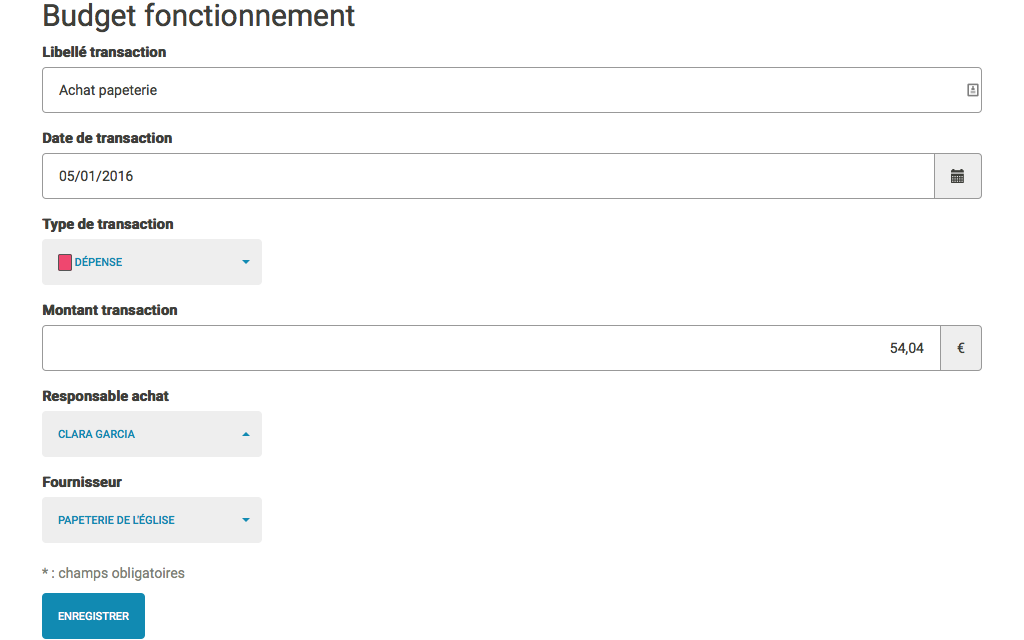 Budget fonctionnement
Libellé transaction
Achat papeterie
Date de transaction
05/01/2016
Type de transaction
DÉPENSE
Montant transaction
54,04 €
Responsable achat
CLARA GARCIA
Fournisseur
PAPETERIE DE L'ÉGLISE
* : champs obligatoires
ENREGISTRER